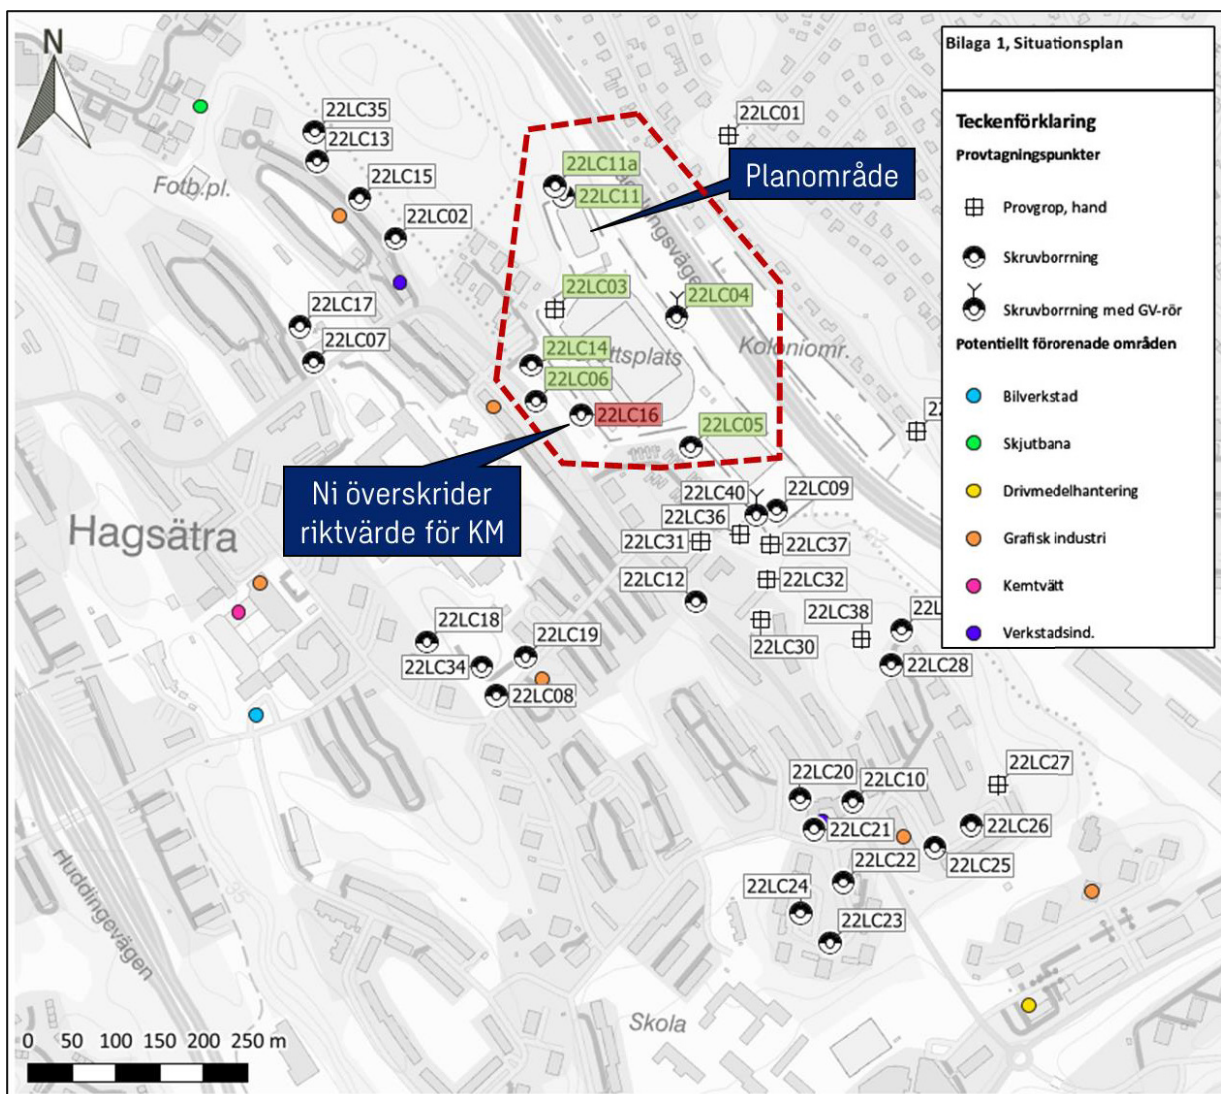 Bilaga 1, Situationsplan
N
22LC35
22LC13
22LC15
22LC02
Fotb.pl.
22LC01
22LC11a
22LC11
Planområde
22LC03
22LC04
22LC17
22LC07
22LC14
22LC06
22LC16
22LC05
ttsplats
Koloniomr.
Ni överskrider
riktvärde för KM
Hagsätra
22LC40
22LC09
22LC36
22LC31
22LC37
22LC12
22LC32
22LC38
22LC30
22LC28
22LC18
22LC19
22LC34
22LC08
22LC27
22LC20
22LC10
22LC21
22LC26
22LC25
22LC22
22LC24
22LC23
Huddingevägen
35
Skola
0 50 100 150 200 250 m
Teckenförklaring
Provtagningspunkter
Provgrop, hand
Skruvborrning
Skruvborrning med GV-rör
Potentiellt förorenade områden
Bilverkstad
Skjutbana
Drivmedelhantering
Grafisk industri
Kemtvätt
Verkstadsind.